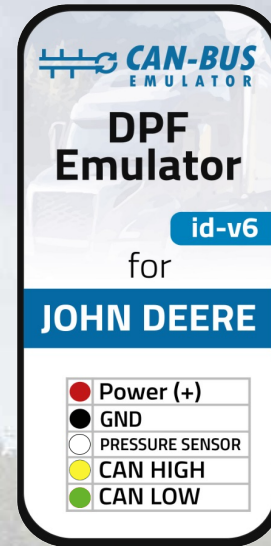 CAN-BUS
EMULATOR
DPF
Emulator
id-v6
for
JOHN DEERE
Power (+)
GND
PRESSURE SENSOR
CAN HIGH
CAN LOW